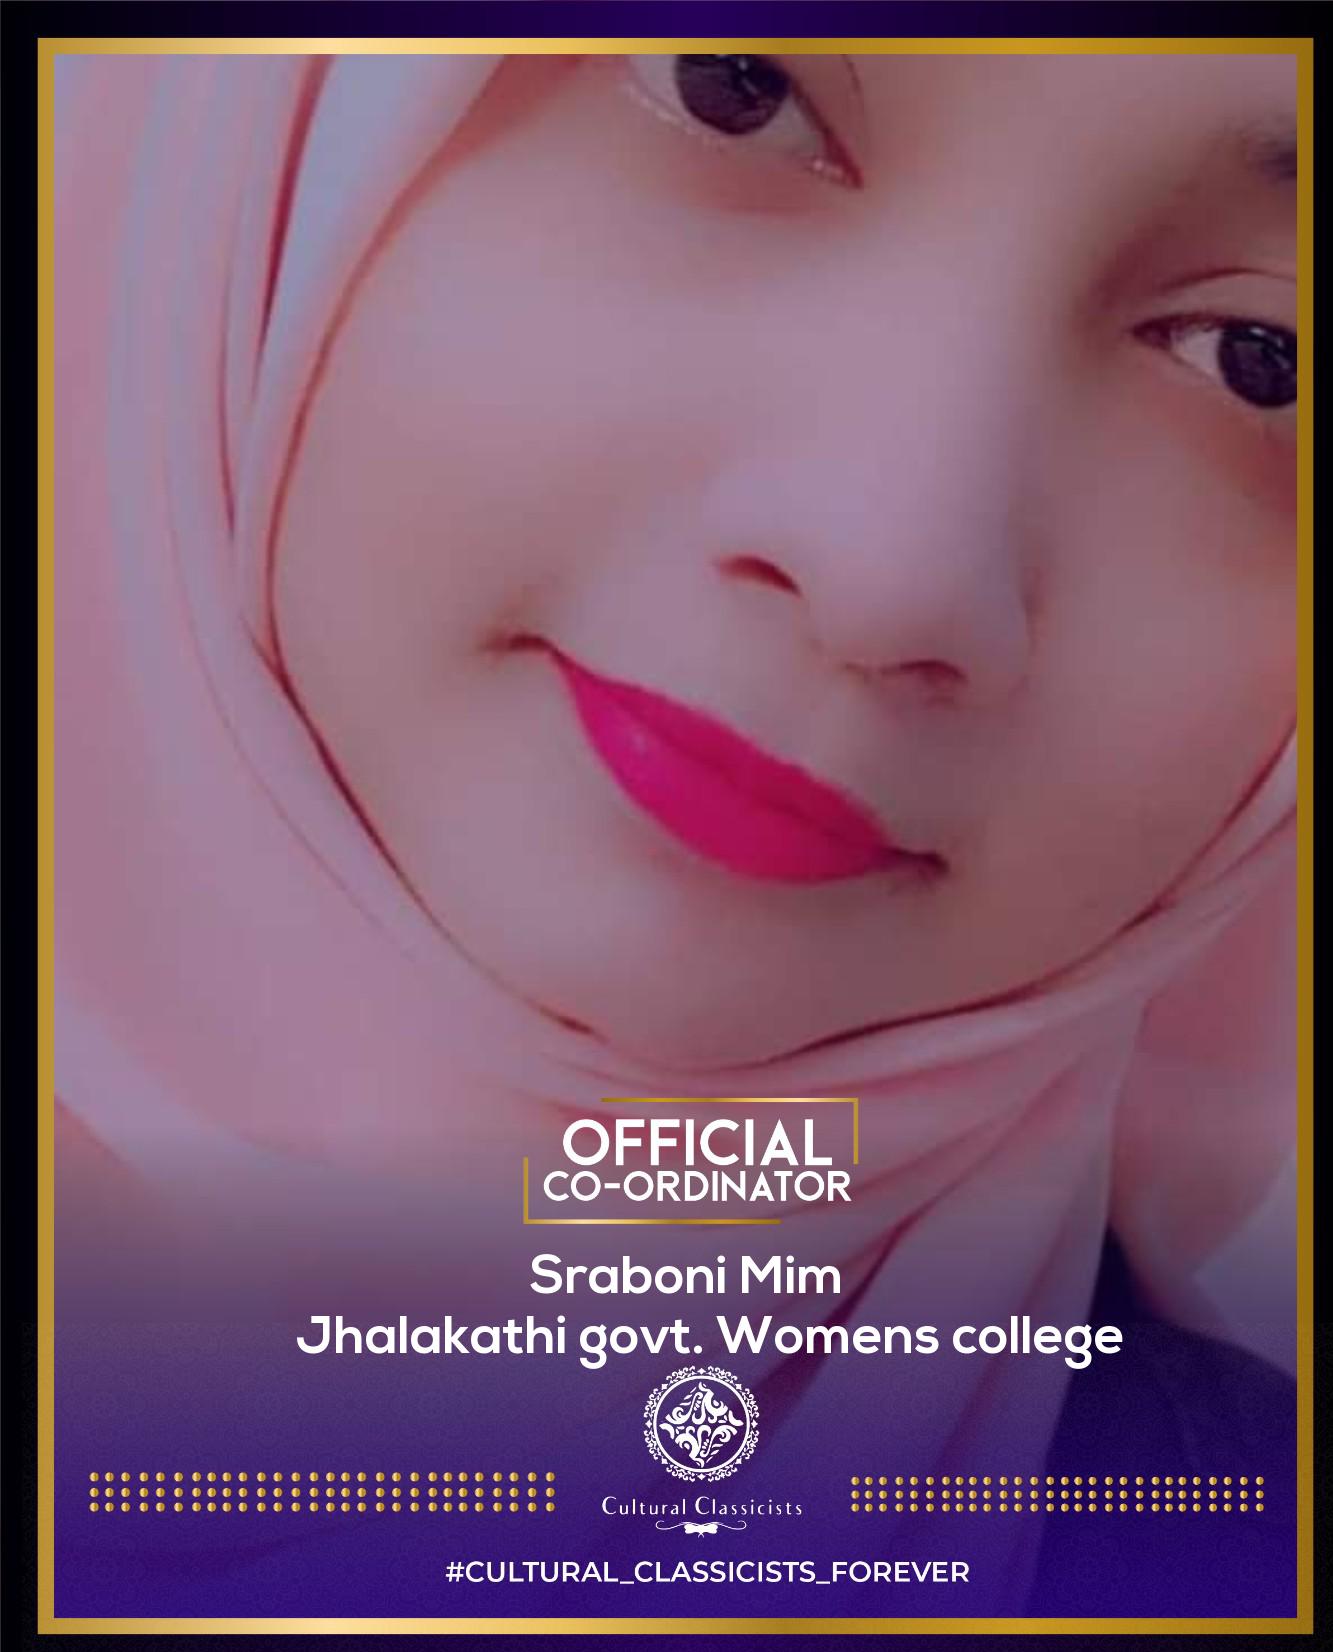 OFFICIAL
CO-ORDINATOR
Sraboni Mim
Jhalakathi govt. Womens college
Cultural Classicists
#CULTURAL_CLASSICISTS_FOREVER